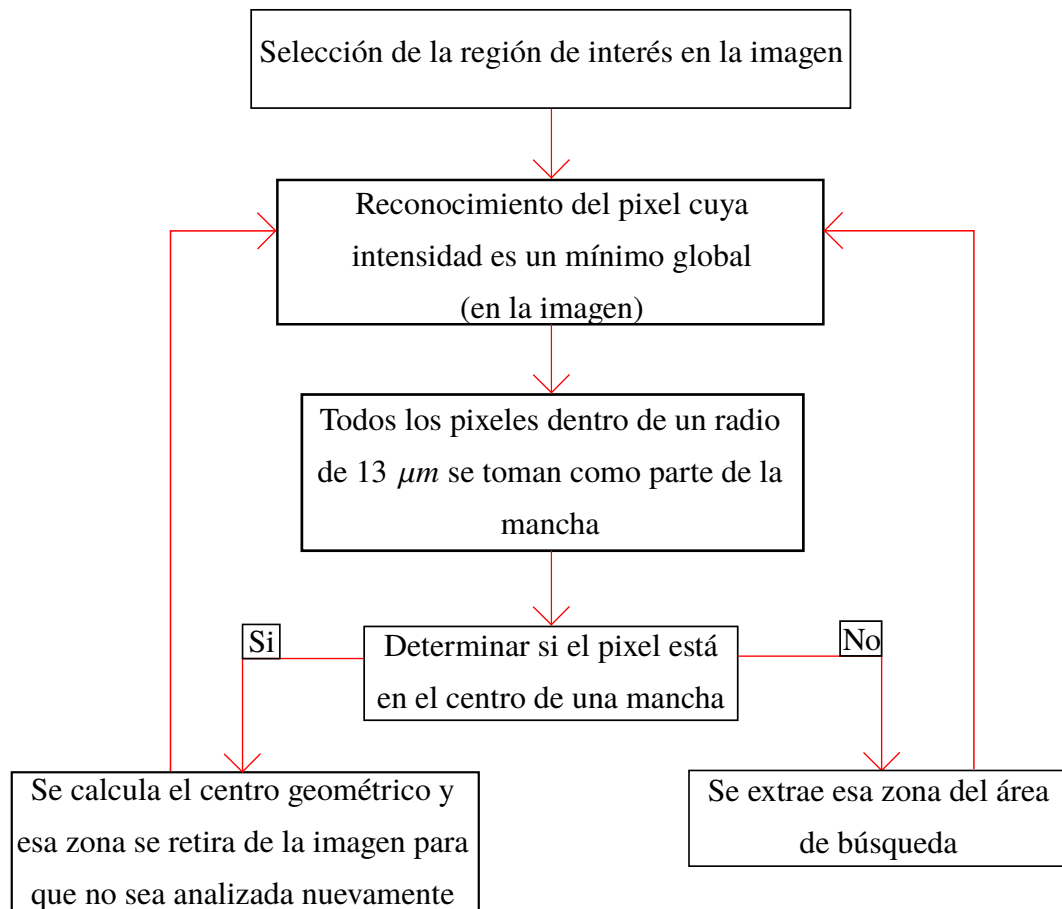 Selección de la región de interés en la imagen
Reconocimiento del pixel cuya
intensidad es un mínimo global
(en la imagen)
Todos los pixeles dentro de un radio
de 13 μm se toman como parte de la
mancha
Si
Determinar si el pixel está
en el centro de una mancha
No
Se calcula el centro geométrico y
esa zona se retira de la imagen para
que no sea analizada nuevamente
Se extrae esa zona del área
de búsqueda